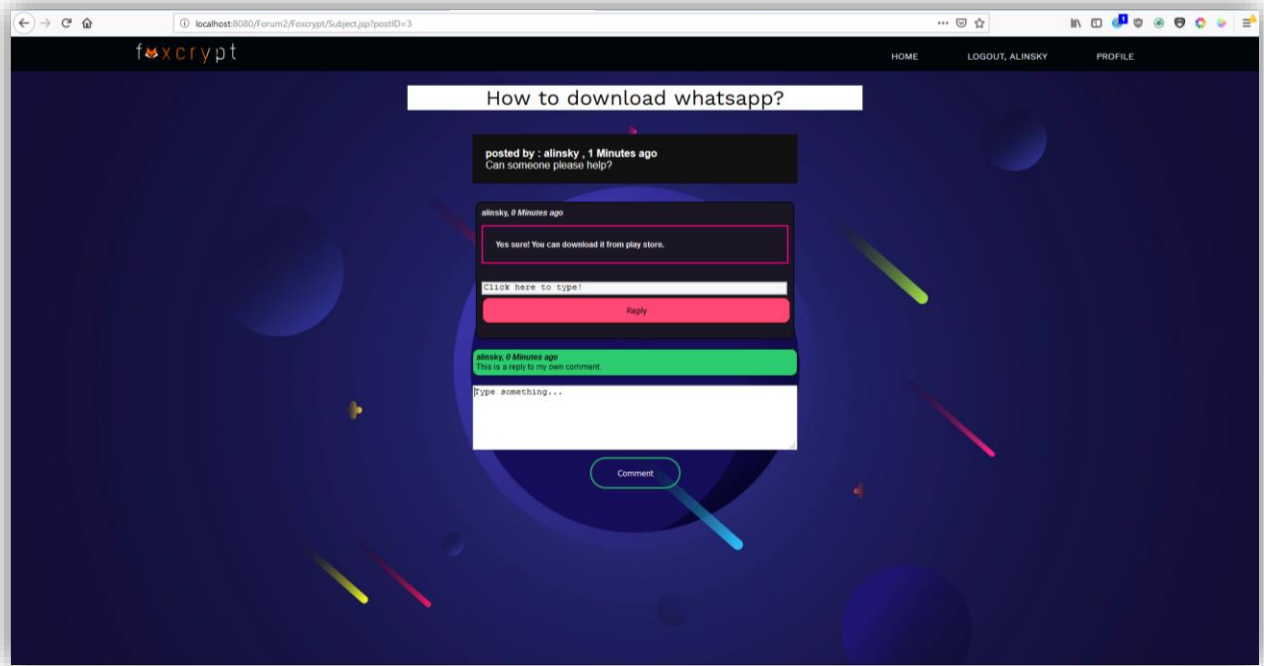 localhost:8080/Forum2/Foxcrypt/Subject.jsp?postID=3
foxcrypt
HOME LOGOUT, ALINSKY PROFILE
How to download whatsapp?
posted by : alinsky , 1 Minutes ago
Can someone please help?
alinsky, 0 Minutes ago
Yes sure! You can download it from play store.
Click here to type!
Reply
alinsky, 0 Minutes ago
This is a reply to my own comment.
Type something...
Comment